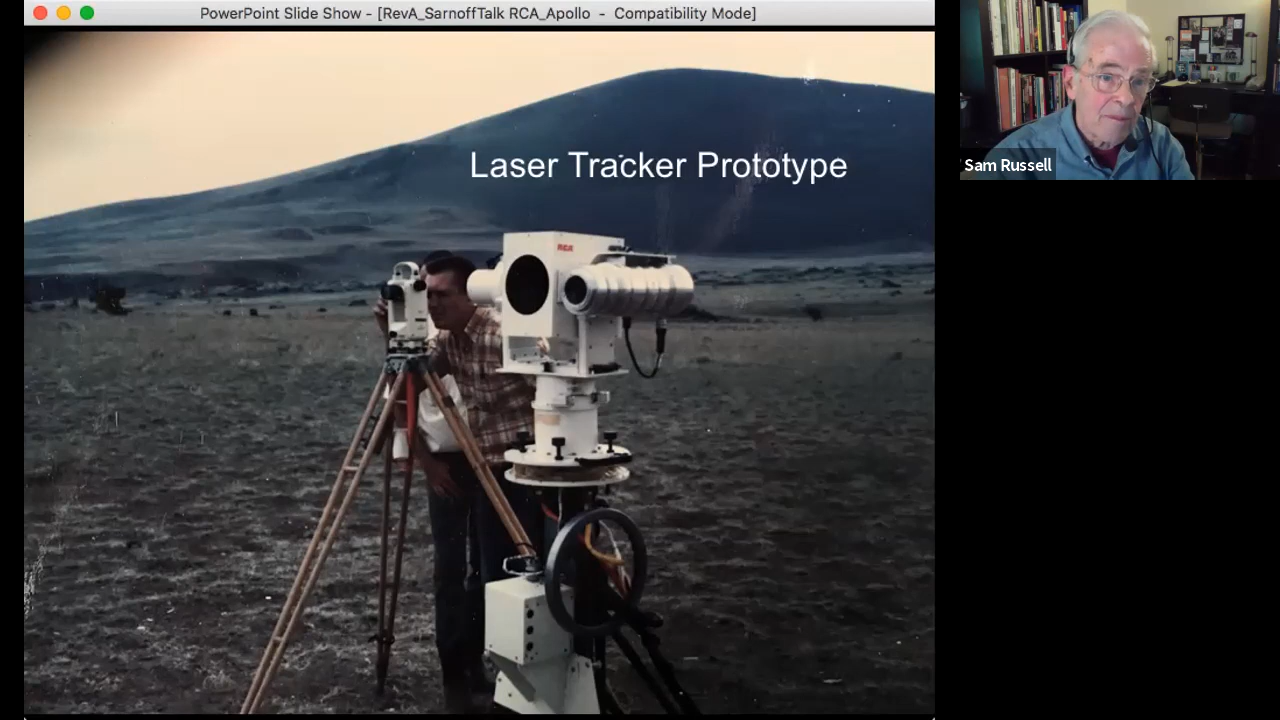 PowerPoint Slide Show - [RevA_SarnoffTalk RCA_Apollo - Compatibility Mode]
Laser Tracker Prototype
RCA
Sam Russell